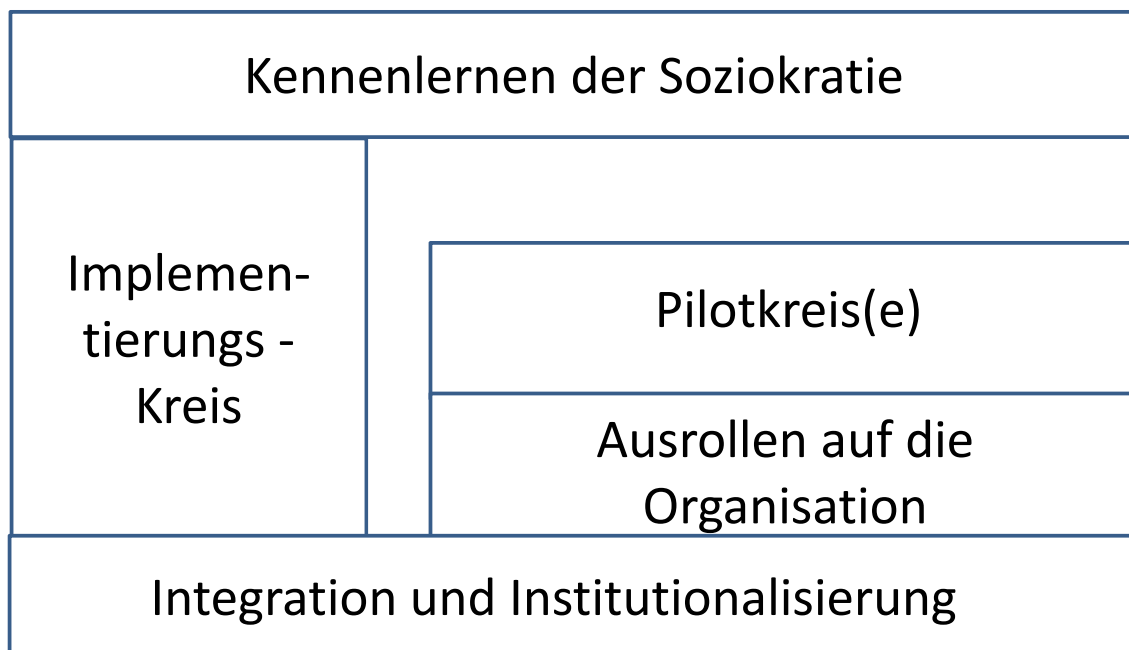 Kennenlernen der Soziokratie
Implemen-
tierungs -
Kreis
Pilotkreis(e)
Ausrollen auf die
Organisation
Integration und Institutionalisierung